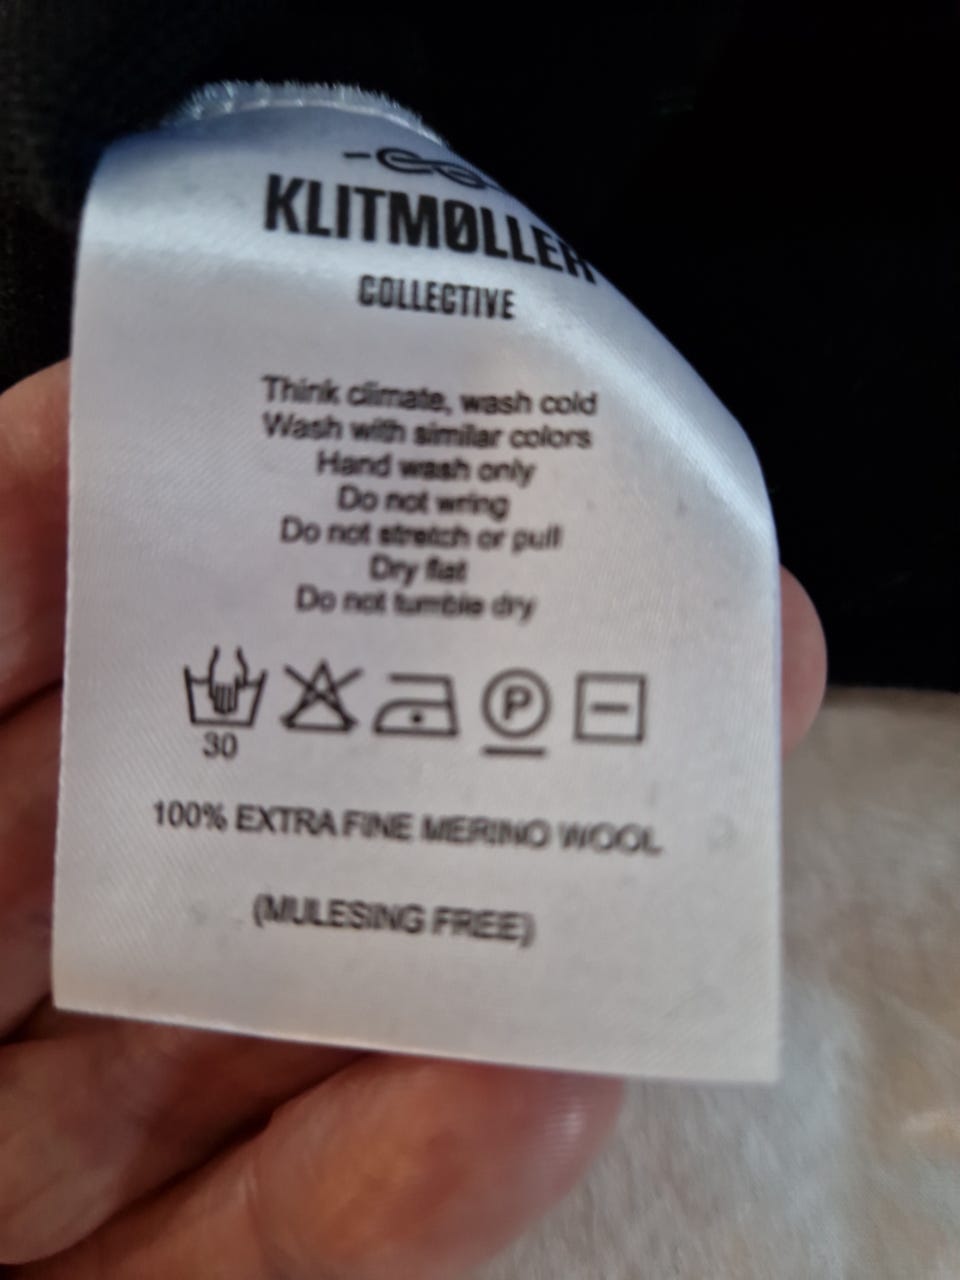 KLITMØLLER
COLLECTIVE
Think climate, wash cold
Wash with similar colors
Hand wash only
Do not wring
Do not stretch or pull
Dry flat
Do not tumble dry
P
30
100% EXTRA FINE MERINO WOOL
(MULESING FREE)